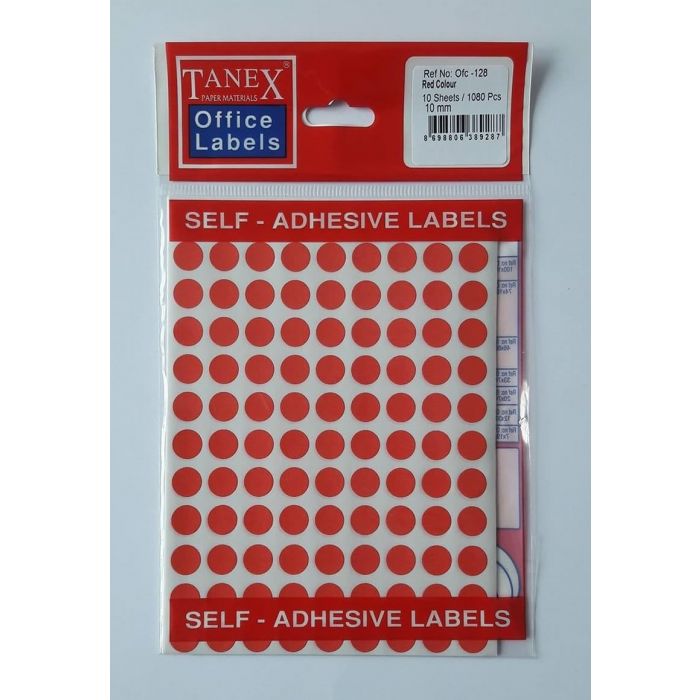 TANEX®
PAPER MATERIALS
Office
Labels
Ref No: Ofc -128
Red Colour
10 Sheets / 1080 Pcs
10 mm
8 698806 389287
SELF - ADHESIVE LABELS
SELF - ADHESIVE LABELS